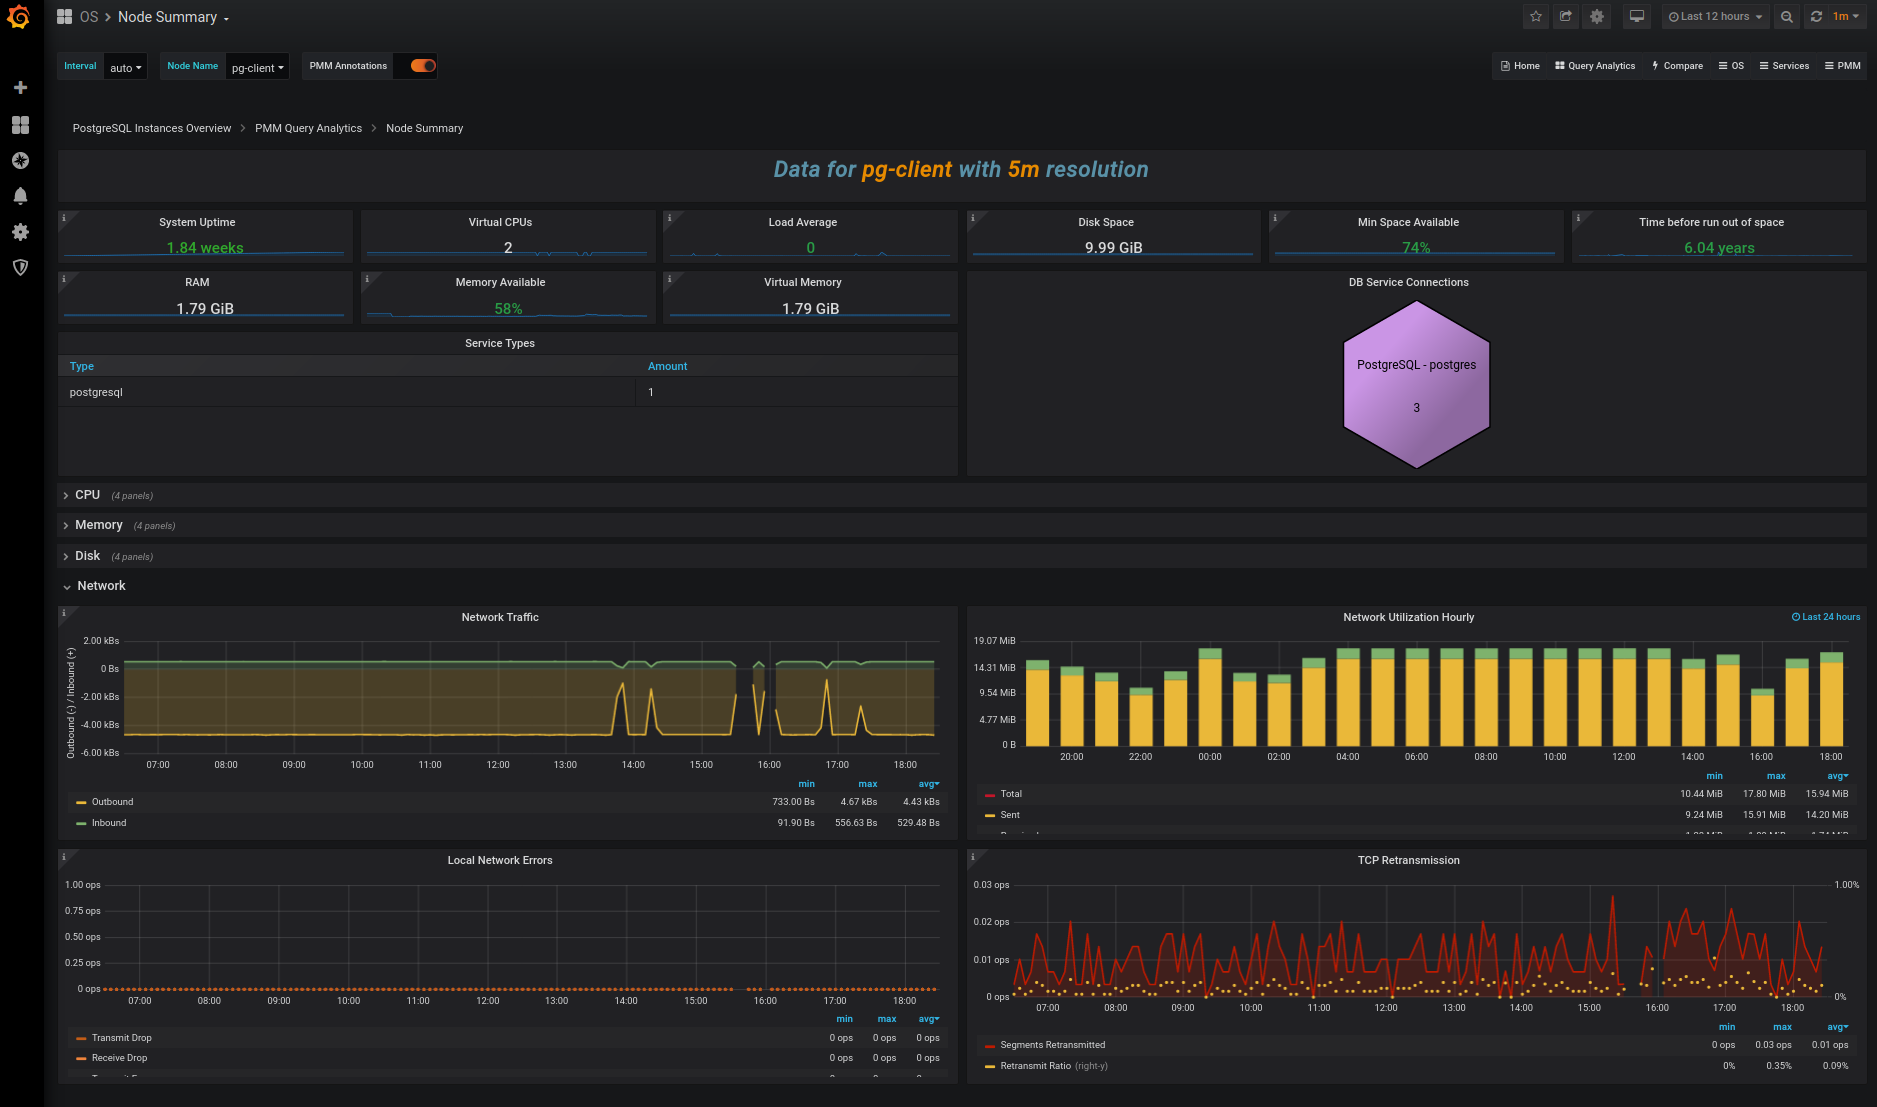 OS > Node Summary
Last 12 hours
1m
Interval auto Node Name pg-client PMM Annotations
Home Query Analytics Compare OS Services PMM
PostgreSQL Instances Overview > PMM Query Analytics > Node Summary
Data for pg-client with 5m resolution
System Uptime
1.84 weeks
Virtual CPUs
2
Load Average
0
Disk Space
9.99 GiB
Min Space Available
74%
Time before run out of space
6.04 years
RAM
1.79 GiB
Memory Available
58%
Virtual Memory
1.79 GiB
DB Service Connections
PostgreSQL - postgres
3
Service Types
Type Amount
postgresql 1
CPU (4 panels)
Memory (4 panels)
Disk (4 panels)
Network
Network Traffic
Outbound (-) / Inbound (+)
2.00 kBs
0 Bs
-2.00 kBs
-4.00 kBs
-6.00 kBs
07:00 08:00 09:00 10:00 11:00 12:00 13:00 14:00 15:00 16:00 17:00 18:00
min max avg
Outbound 733.00 Bs 4.67 kBs 4.43 kBs
Inbound 91.90 Bs 556.63 Bs 529.48 Bs
Network Utilization Hourly
Last 24 hours
19.07 MiB
14.31 MiB
9.54 MiB
4.77 MiB
0 B
20:00 22:00 00:00 02:00 04:00 06:00 08:00 10:00 12:00 14:00 16:00 18:00
min max avg
Total 10.44 MiB 17.80 MiB 15.94 MiB
Sent 9.24 MiB 15.91 MiB 14.20 MiB
Local Network Errors
1.00 ops
0.75 ops
0.50 ops
0.25 ops
0 ops
07:00 08:00 09:00 10:00 11:00 12:00 13:00 14:00 15:00 16:00 17:00 18:00
min max avg
Transmit Drop 0 ops 0 ops 0 ops
Receive Drop 0 ops 0 ops 0 ops
TCP Retransmission
0.03 ops
0.02 ops
0.01 ops
0 ops
1.00%
0%
07:00 08:00 09:00 10:00 11:00 12:00 13:00 14:00 15:00 16:00 17:00 18:00
min max avg
Segments Retransmitted 0 ops 0.03 ops 0.01 ops
Retransmit Ratio (right-y) 0% 0.35% 0.09%